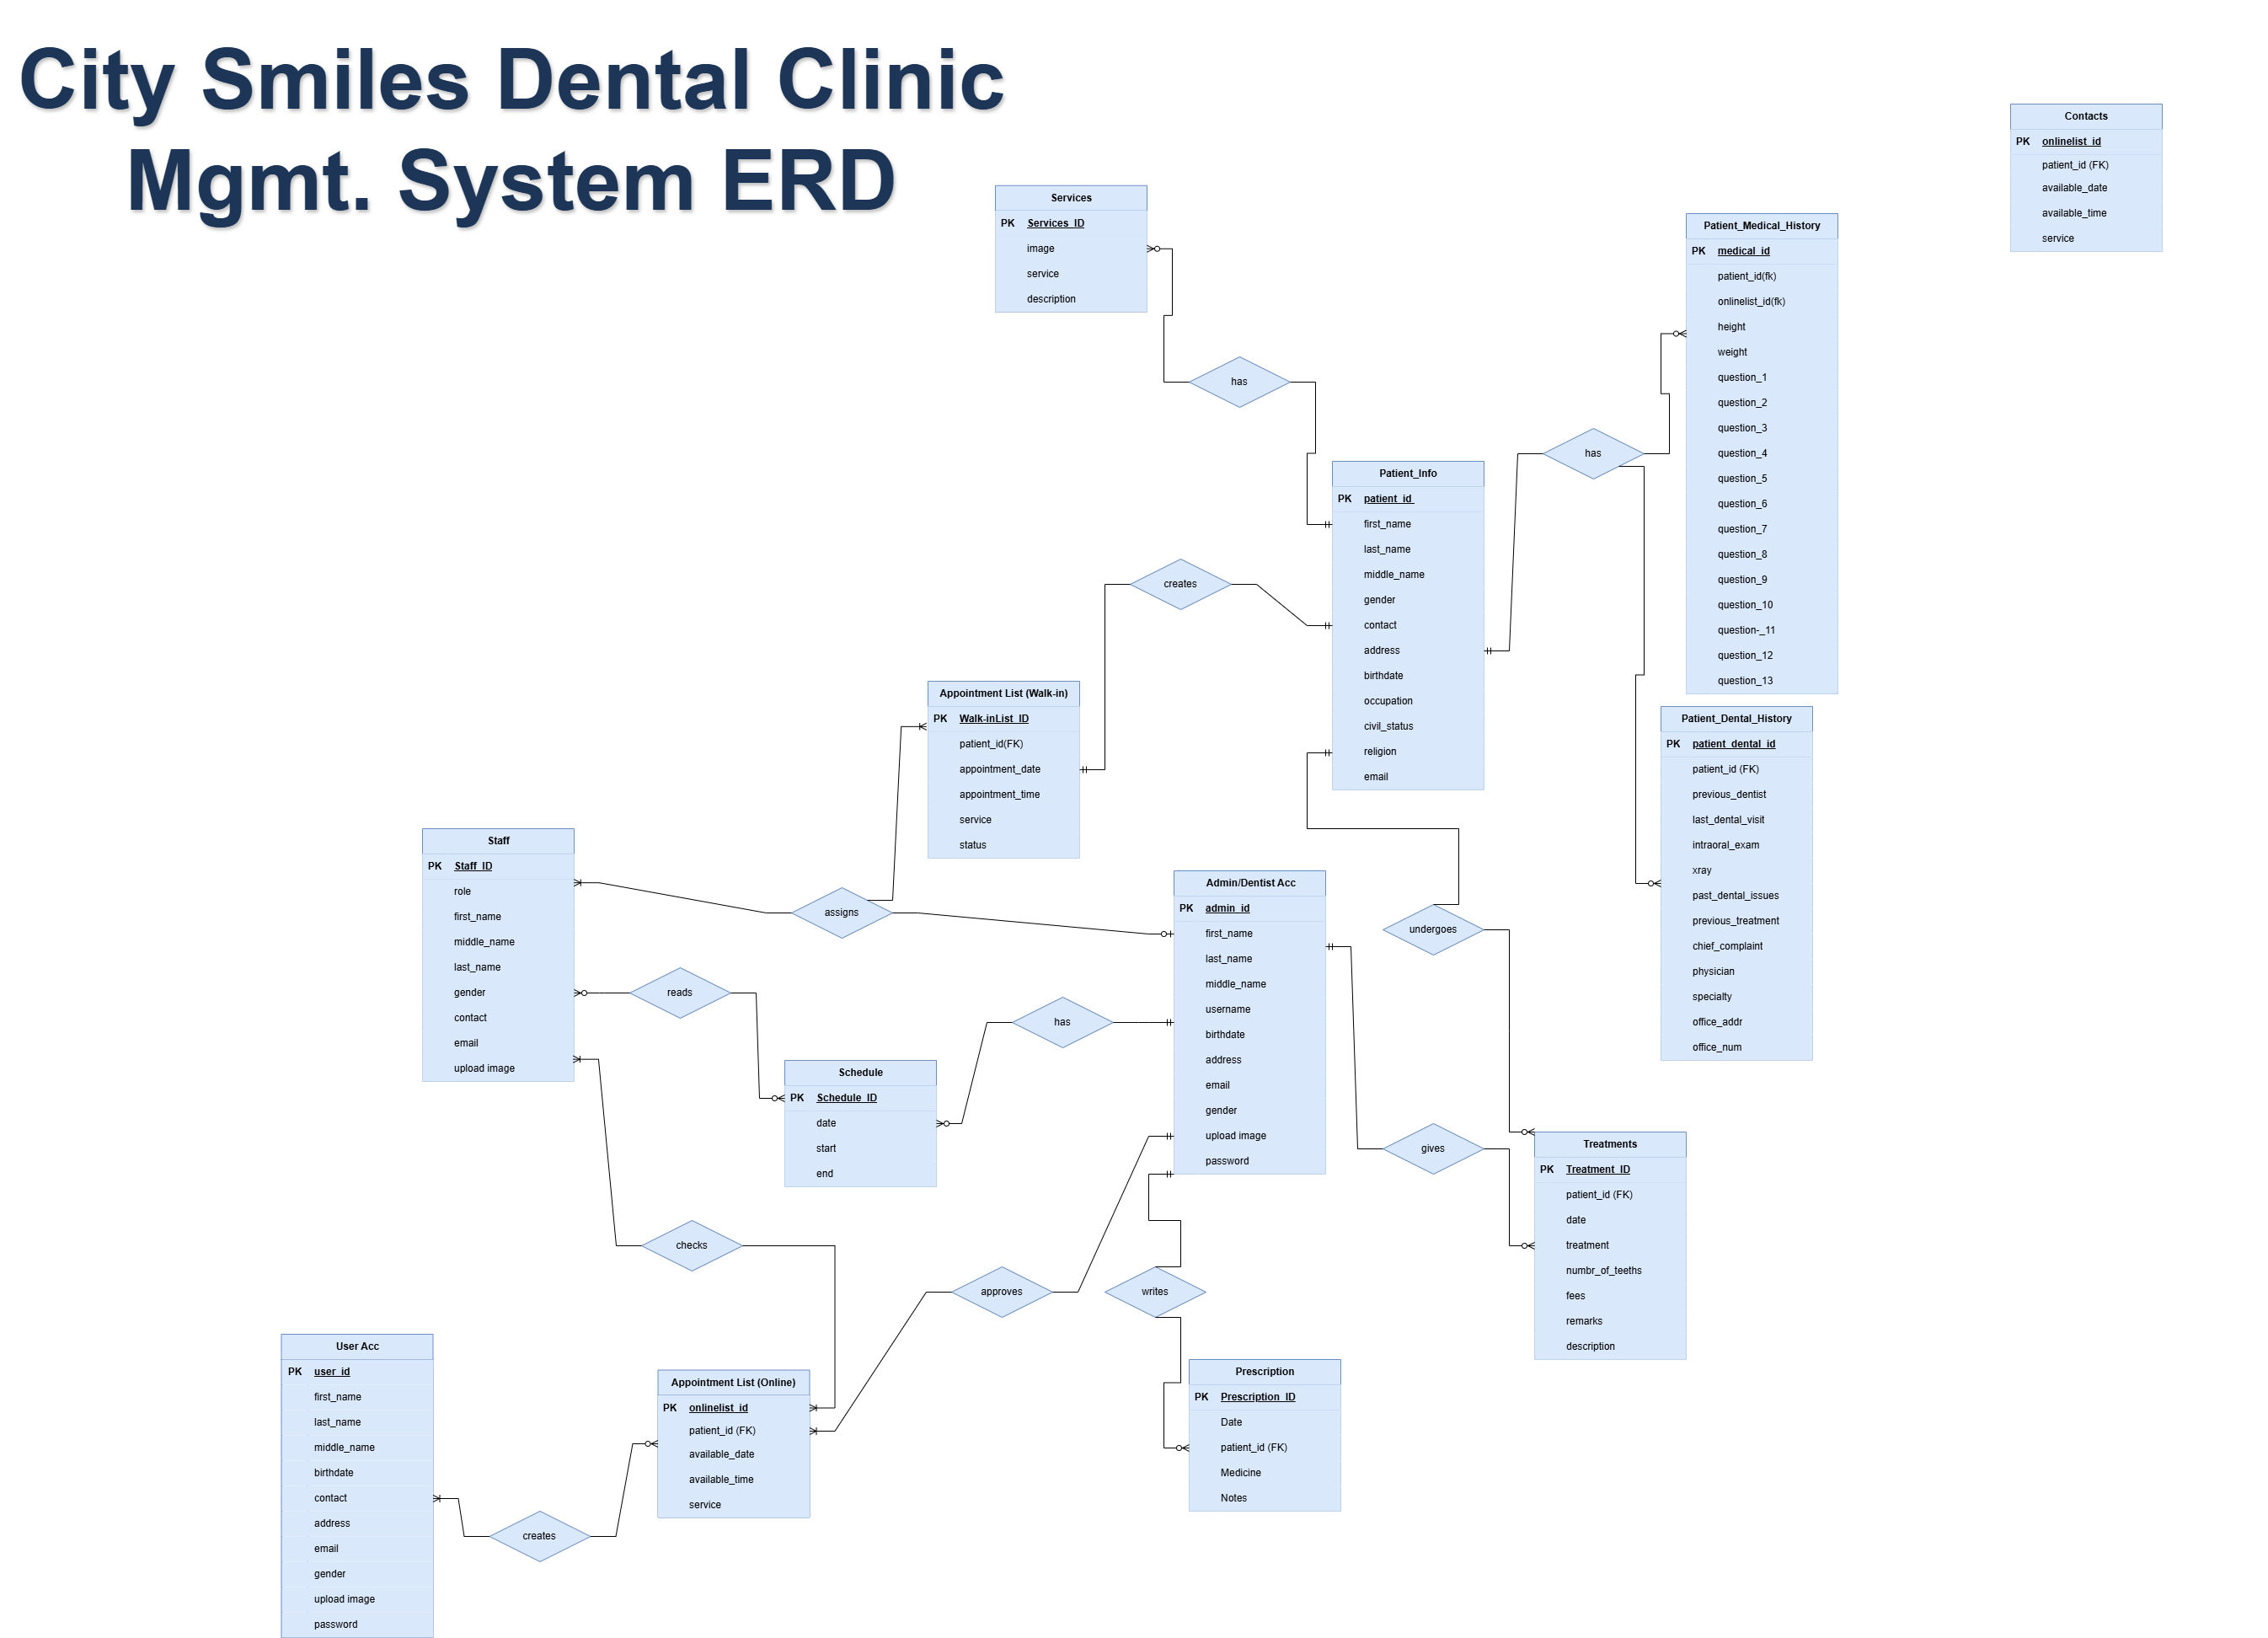 City Smiles Dental Clinic
Mgmt. System ERD
Contacts
PK onlinelist_id
patient_id (FK)
available_date
available_time
service
Services
PK Services_ID
image
service
description
Patient_Medical_History
PK medical_id
patient_id(fk)
onlinelist_id(fk)
height
weight
question_1
question_2
question_3
question_4
question_5
question_6
question_7
question_8
question_9
question_10
question-_11
question_12
question_13
has
has
Patient_Info
PK patient_id
first_name
last_name
middle_name
gender
contact
address
birthdate
occupation
civil_status
religion
email
creates
Appointment List (Walk-in)
PK Walk-inList_ID
patient_id(FK)
appointment_date
appointment_time
service
status
Patient_Dental_History
PK patient_dental_id
patient_id (FK)
previous_dentist
last_dental_visit
intraoral_exam
xray
past_dental_issues
previous_treatment
chief_complaint
physician
specialty
office_addr
office_num
Staff
PK Staff_ID
role
first_name
middle_name
last_name
gender
contact
email
upload image
assigns
Admin/Dentist Acc
PK admin_id
first_name
last_name
middle_name
username
birthdate
address
email
gender
upload image
password
undergoes
reads
has
Schedule
PK Schedule_ID
date
start
end
gives
Treatments
PK Treatment_ID
patient_id (FK)
date
treatment
numbr_of_teeths
fees
remarks
description
checks
approves
writes
User Acc
PK user_id
first_name
last_name
middle_name
birthdate
contact
address
email
gender
upload image
password
Appointment List (Online)
PK onlinelist_id
patient_id (FK)
available_date
available_time
service
Prescription
PK Prescription_ID
Date
patient_id (FK)
Medicine
Notes
creates